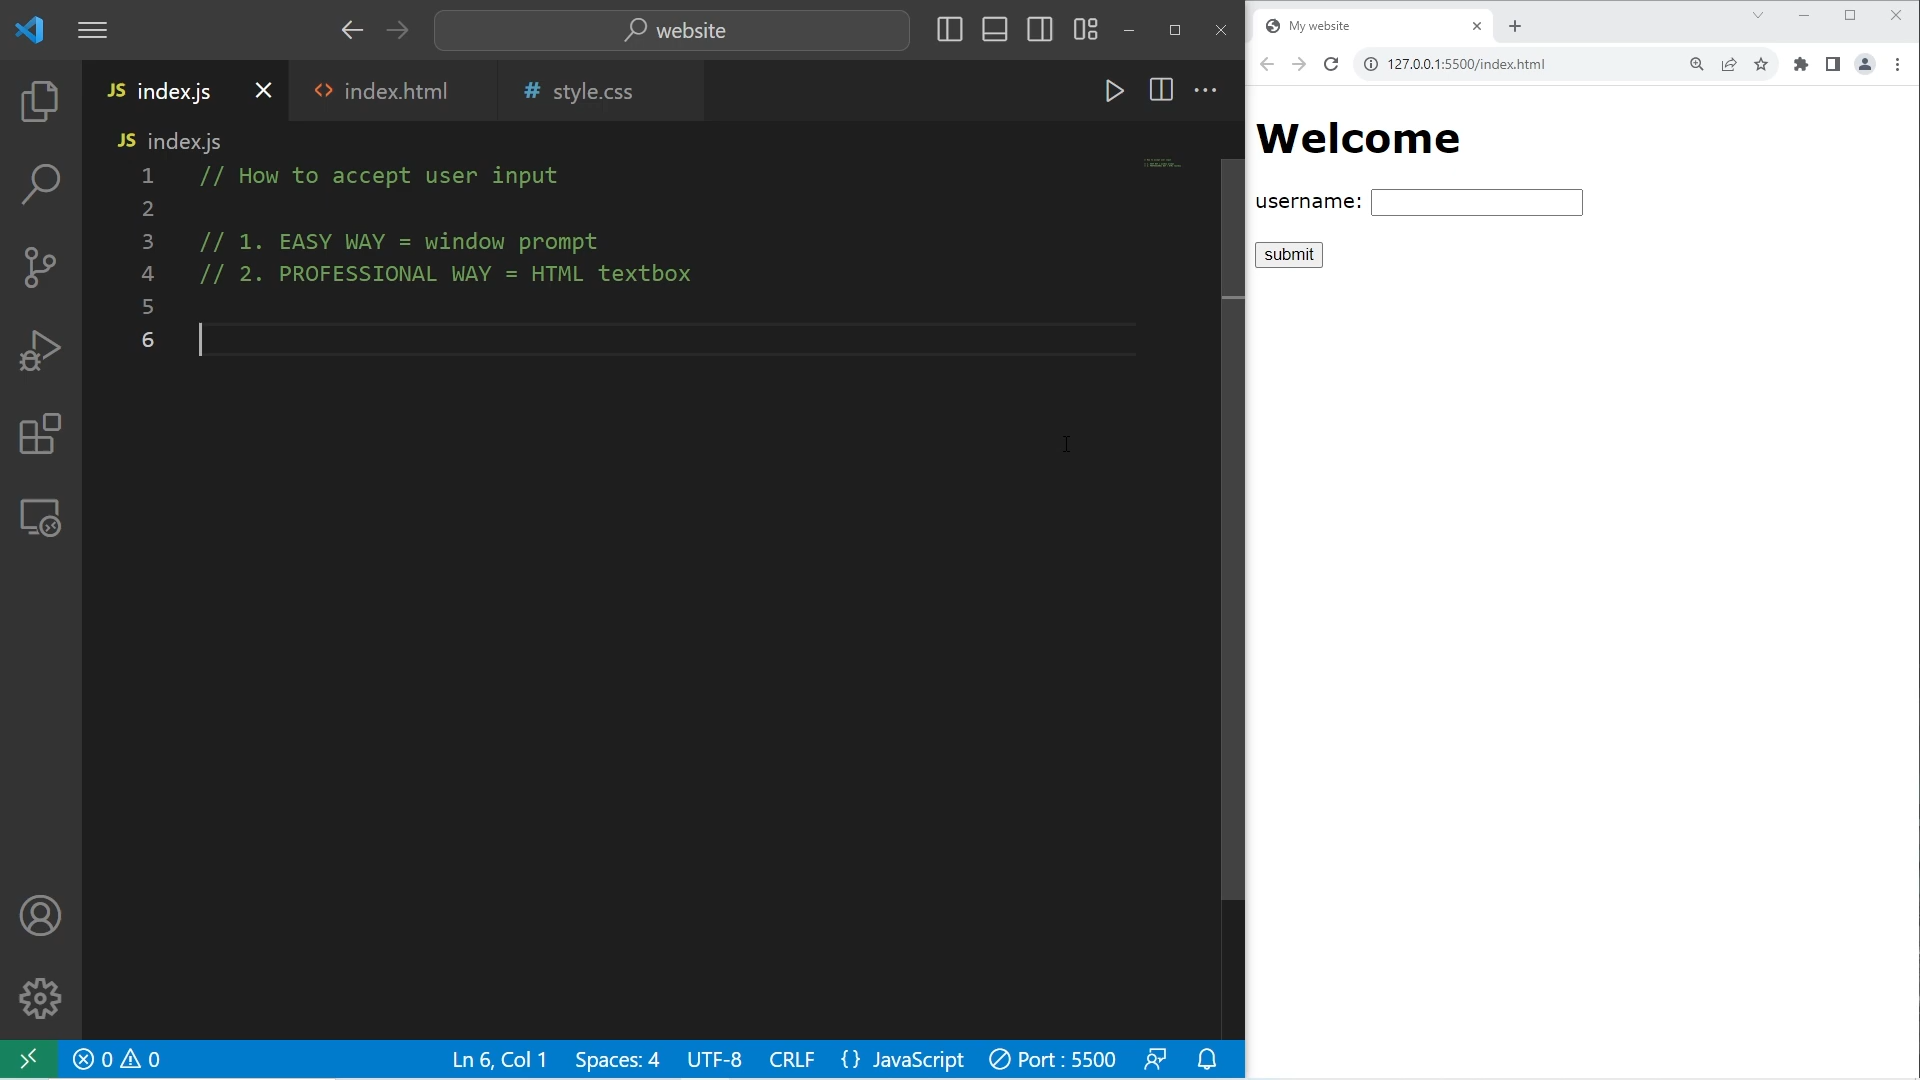 website
JS index.js
<> index.html
# style.css
JS index.js
1 // How to accept user input
2
3 // 1. EASY WAY = window prompt
4 // 2. PROFESSIONAL WAY = HTML textbox
5
6
0 0
Ln 6, Col 1
Spaces: 4
UTF-8
CRLF
{} JavaScript
Port : 5500
My website
127.0.0.1:5500/index.html
Welcome
username:
submit